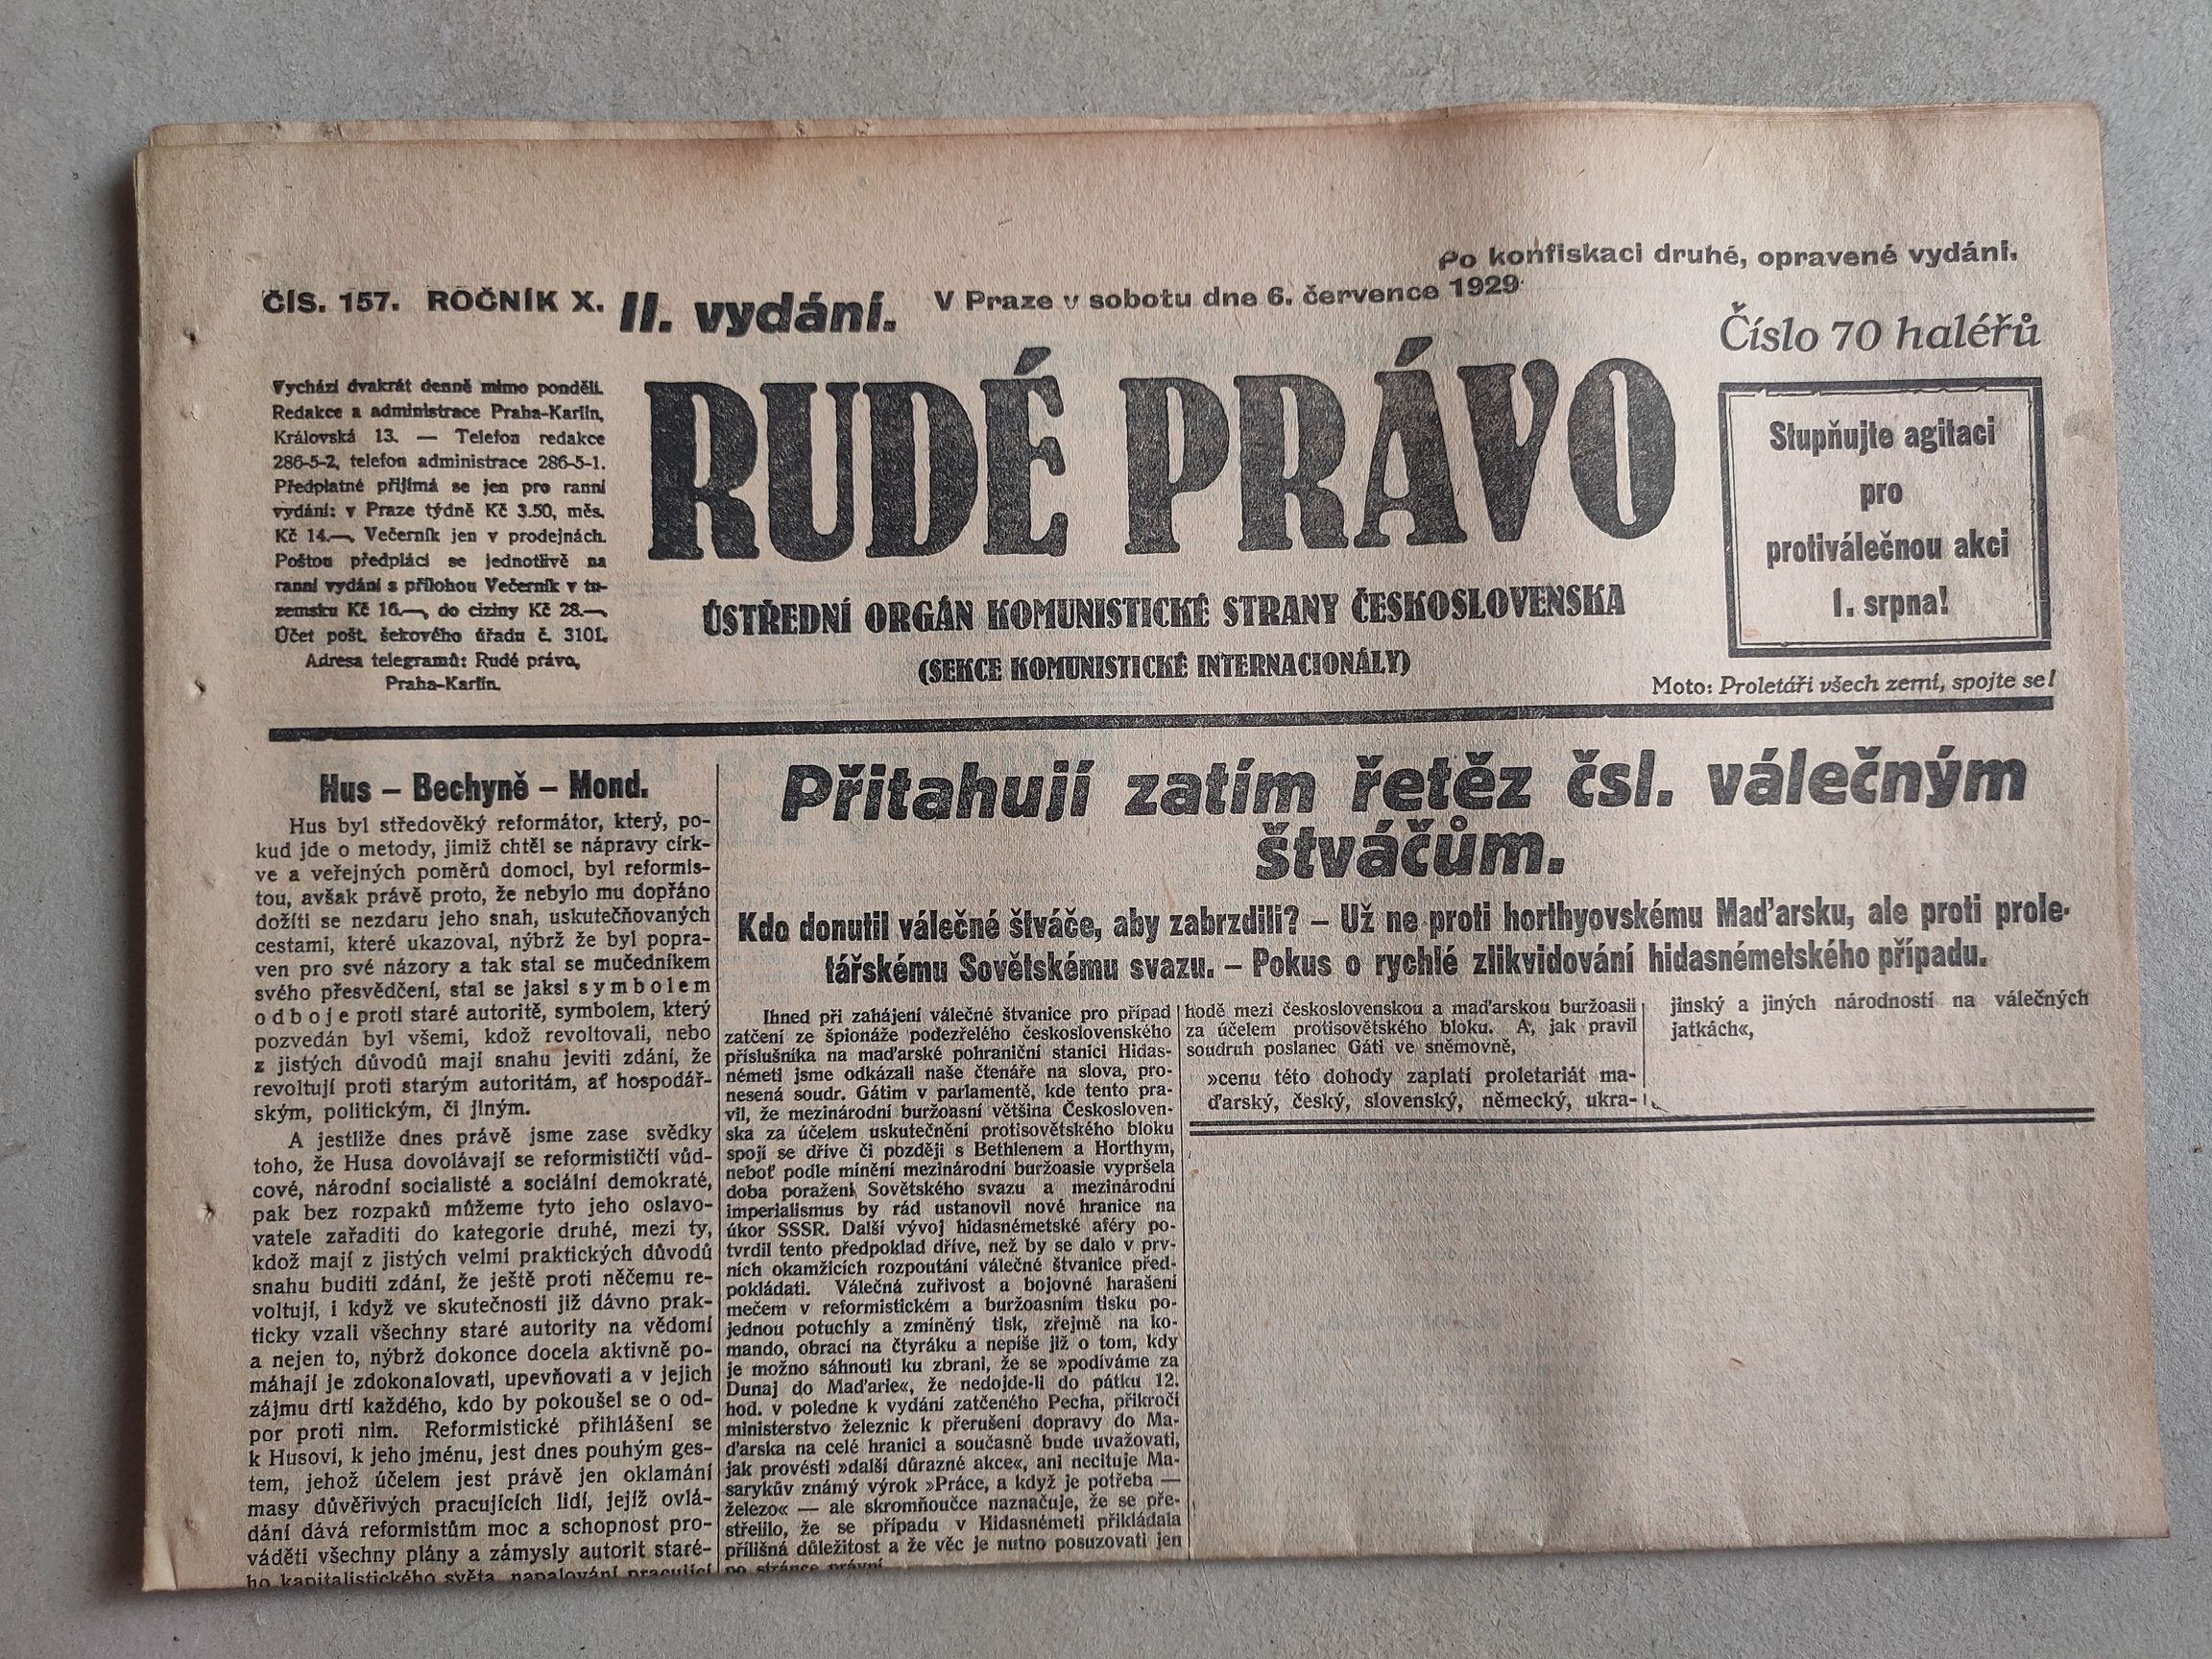 Po konfiskaci druhé, opravené vydání.
ČÍS. 157. ROČNÍK X. II. vydání. V Praze v sobotu dne 6. července 1929
Číslo 70 haléřů
Vychází dvakrát denně mimo pondělí.
Redakce a administrace Praha-Karlín,
Královská 13. — Telefon redakce
286-5-2, telefon administrace 286-5-1.
Předplatné přijímá se jen pro ranní
vydání: v Praze týdně Kč 3.50, měs.
Kč 14.—, Večerník jen v prodejnách.
Poštou předplácí se jednotlivě na
ranní vydání s přílohou Večerník v tu-
zemsku Kč 16.—, do ciziny Kč 28.—,
Účet pošt. šekového úřadu č. 3101.
Adresa telegramů: Rudé právo,
Praha-Karlín.
RUDÉ PRÁVO
ÚSTŘEDNÍ ORGÁN KOMUNISTICKÉ STRANY ČESKOSLOVENSKA
(SEKCE KOMUNISTICKÉ INTERNACIONÁLY)
Stupňujte agitaci
pro
protiválečnou akci
1. srpna!
Moto: Proletáři všech zemí, spojte se!
Hus – Bechyně – Mond.
Hus byl středověký reformátor, který, po-
kud jde o metody, jimiž chtěl se nápravy círk-
ve a veřejných poměrů domoci, byl reformis-
tou, avšak právě proto, že nebylo mu dopřáno
dožíti se nezdaru jeho snah, uskutečňovaných
cestami, které ukazoval, nýbrž že byl popra-
ven pro své názory a tak stal se mučedníkem
svého přesvědčení, stal se jaksi symbolem
odboje proti staré autoritě, symbolem, který
pozvedán byl všemi, kdož revoltovali, nebo
z jistých důvodů mají snahu jeviti zdání, že
revoltují proti starým autoritám, ať hospodář-
ským, politickým, či jiným.
A jestliže dnes právě jsme zase svědky
toho, že Husa dovolávají se reformističtí vůd-
cové, národní socialisté a sociální demokraté,
pak bez rozpaků můžeme tyto jeho oslavo-
vatele zařaditi do kategorie druhé, mezi ty,
kdož mají z jistých velmi praktických důvodů
snahu buditi zdání, že ještě proti něčemu re-
voltují, i když ve skutečnosti již dávno prak-
ticky vzali všechny staré autority na vědomí
a nejen to, nýbrž dokonce docela aktivně po-
máhají je zdokonalovati, upevňovati a v jejich
zájmu drtí každého, kdo by pokoušel se o od-
por proti nim. Reformistické přihlášení se
k Husovi, k jeho jménu, jest dnes pouhým ges-
tem, jehož účelem jest právě jen oklamání
masy důvěřivých pracujících lidí, jejíž ovlá-
dání dává reformistům moc a schopnost pro-
váděti všechny plány a zámysly autorit staré-
ho kapitalistického světa, napalování pracující
Přitahují zatím řetěz čsl. válečným
štváčům.
Kdo donutil válečné štváče, aby zabrzdili? – Už ne proti horthyovskému Maďarsku, ale proti prole-
tářskému Sovětskému svazu. – Pokus o rychlé zlikvidování hidasnémetského případu.
Ihned při zahájení válečné štvanice pro případ
zatčení ze špionáže podezřelého československého
příslušníka na maďarské pohraniční stanici Hidas-
németi jsme odkázali naše čtenáře na slova, pro-
nesená soudr. Gátim v parlamentě, kde tento pra-
vil, že mezinárodní buržoasní většina Českosloven-
ska za účelem uskutečnění protisovětského bloku
spojí se dříve či později s Bethlenem a Horthym,
neboť podle mínění mezinárodní buržoasie vypršela
doba poražení Sovětského svazu a mezinárodní
imperialismus by rád ustanovil nové hranice na
úkor SSSR. Další vývoj hidasnémetské aféry po-
tvrdil tento předpoklad dříve, než by se dalo v prv-
ních okamžicích rozpoutání válečné štvanice před-
pokládati. Válečná zuřivost a bojovné harašení
mečem v reformistickém a buržoasním tisku po-
jednou potuchly a zmíněný tisk, zřejmě na ko-
mando, obrací na čtyráku a nepíše již o tom, kdy
je možno sáhnouti ku zbrani, že se »podíváme za
Dunaj do Maďarie«, že nedojde-li do pátku 12.
hod. v poledne k vydání zatčeného Pecha, přikročí
ministerstvo železnic k přerušení dopravy do Ma-
ďarska na celé hranici a současně bude uvažovati,
jak provésti »další důrazné akce«, ani necituje Ma-
sarykův známý výrok »Práce, a když je potřeba —
železo« — ale skromňoučce naznačuje, že se pře-
střelilo, že se případu v Hidasnémeti přikládala
přílišná důležitost a že věc je nutno posuzovati jen
po stránce právní.
hodě mezi československou a maďarskou buržoasií
za účelem protisovětského bloku. A, jak pravil
soudruh poslanec Gáti ve sněmovně,
»cenu této dohody zaplatí proletariát ma-
ďarský, český, slovenský, německý, ukra-
jinský a jiných národností na válečných
jatkách«,